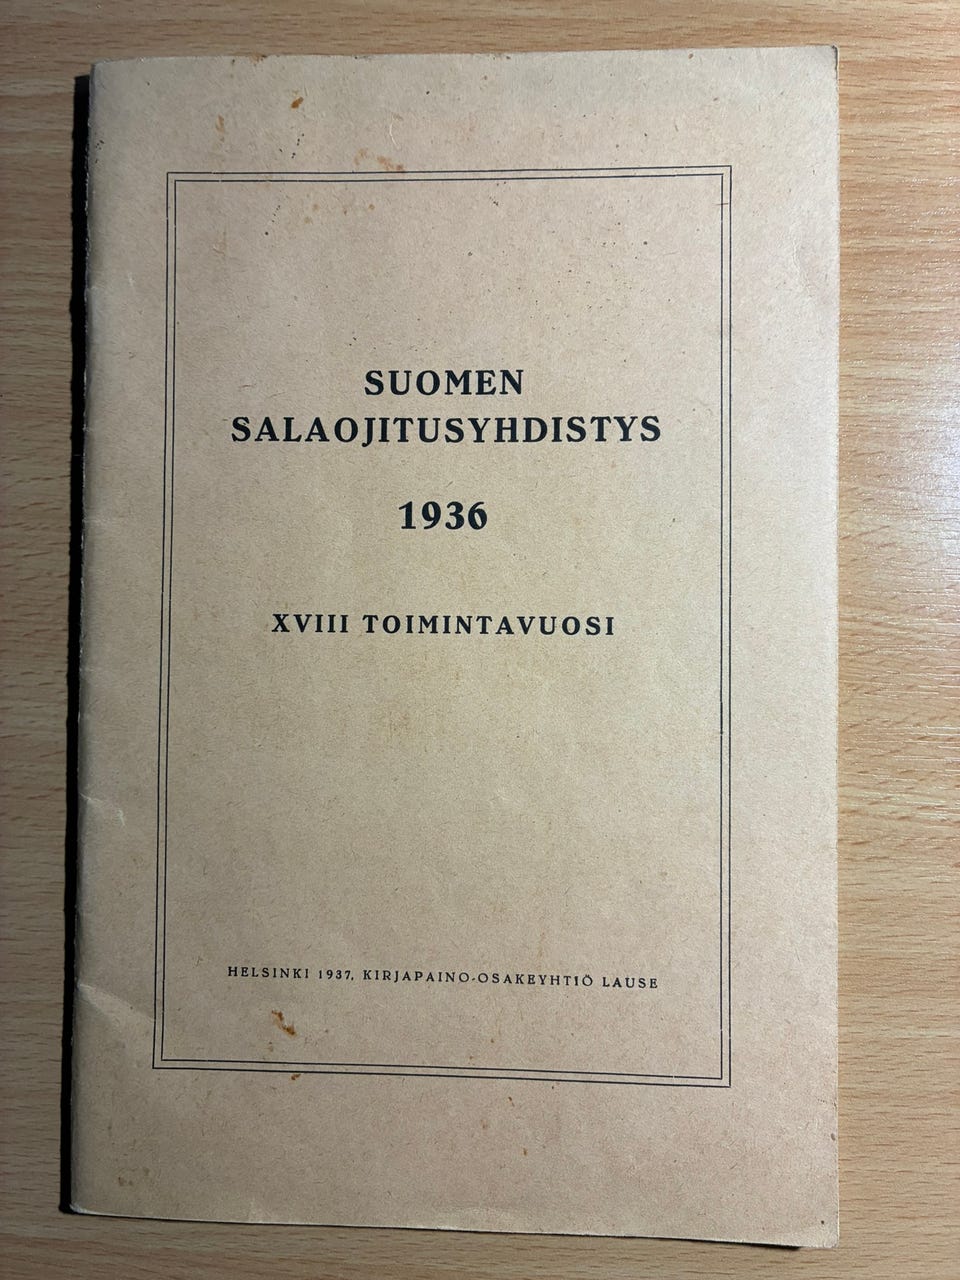 SUOMEN
SALAOJITUSYHDISTYS
1936
XVIII TOIMINTAVUOSI
HELSINKI 1937, KIRJAPAINO-OSAKEYHTIÖ LAUSE